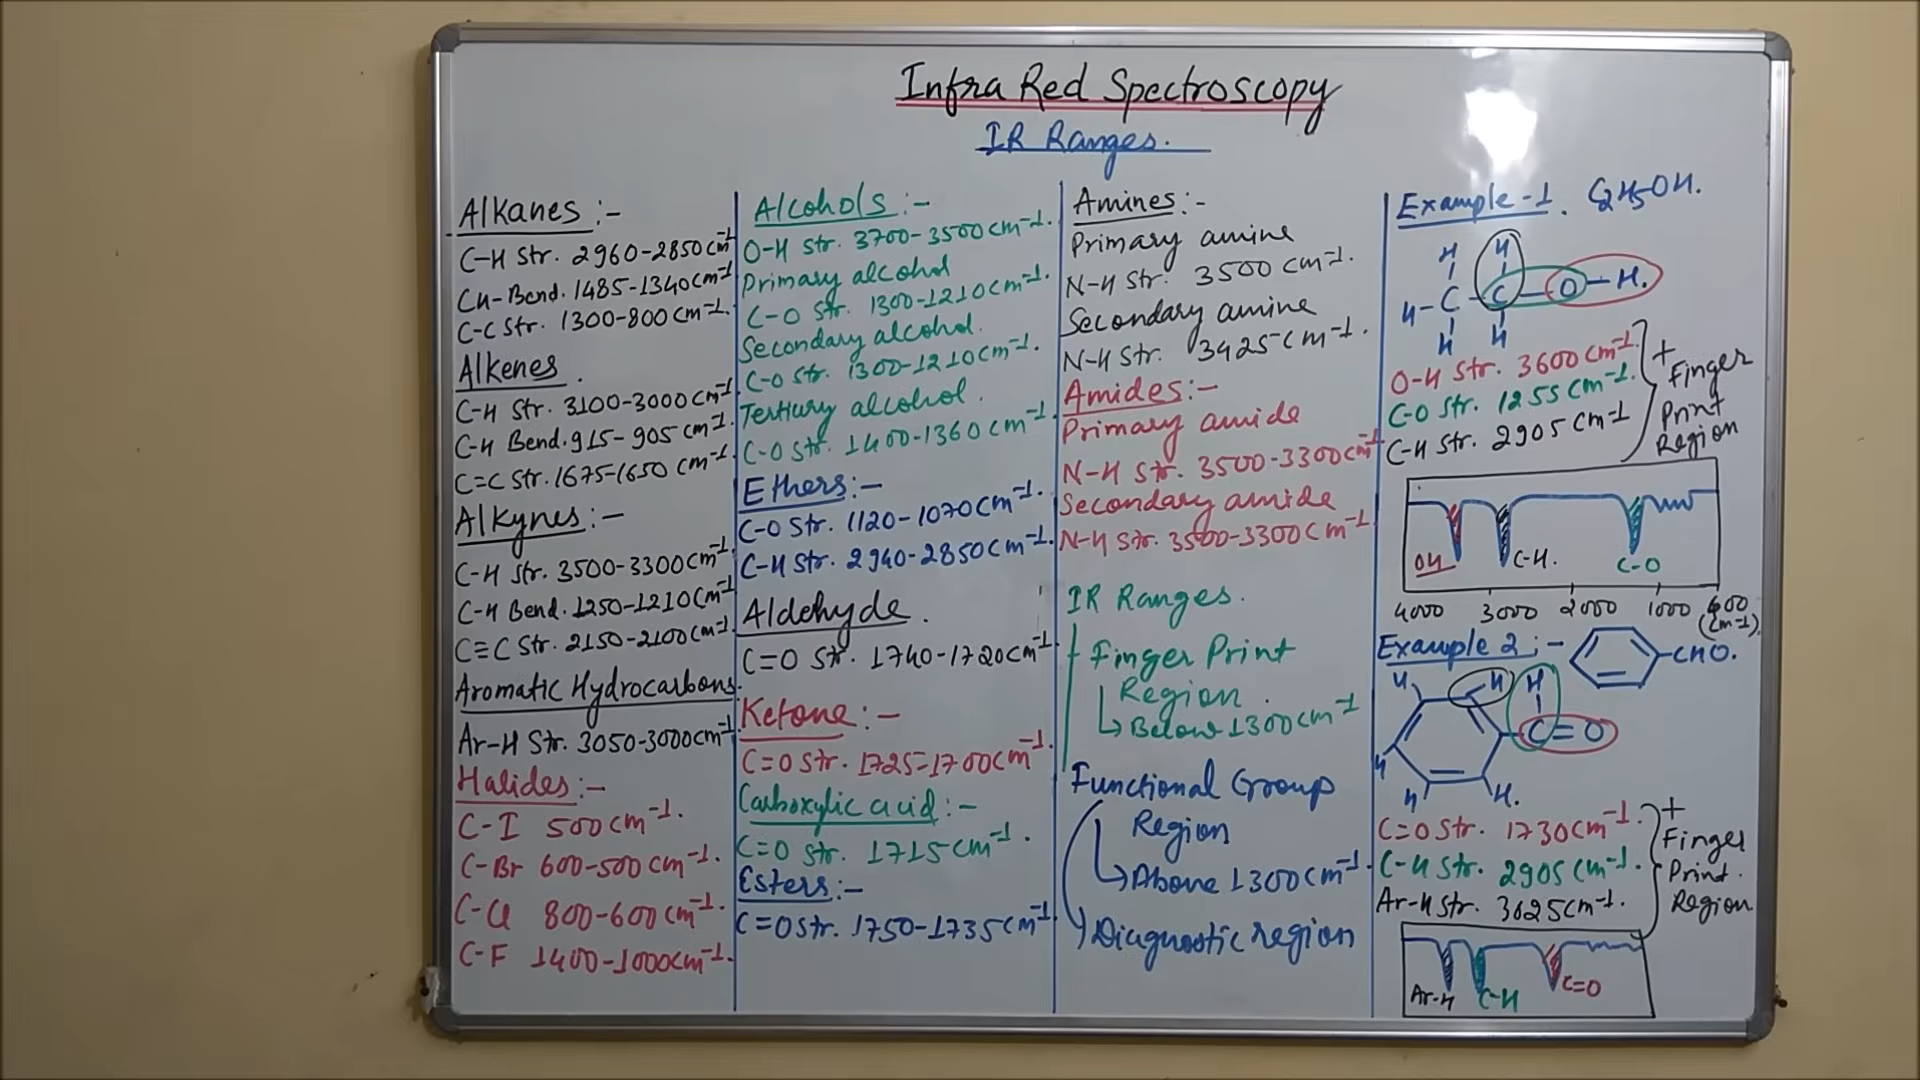 Infra Red Spectroscopy
IR Ranges.
Alkanes :-
C-H Str. 2960-2850 cm⁻¹
CH-Bend. 1485-1340 cm⁻¹
C-C Str. 1300-800 cm⁻¹.
Alkenes.
C-H Str. 3100-3000 cm⁻¹
C-H Bend. 915-905 cm⁻¹.
C=C Str. 1675-1650 cm⁻¹.
Alkynes :-
C-H Str. 3500-3300 cm⁻¹.
C-H Bend. 1250-1210 cm⁻¹
C≡C Str. 2150-2100 cm⁻¹.
Aromatic Hydrocarbons.
Ar-H Str. 3050-3000 cm⁻¹.
Halides :-
C-I 500 cm⁻¹.
C-Br 600-500 cm⁻¹.
C-Cl 800-600 cm⁻¹.
C-F 1400-1000 cm⁻¹.
Alcohols :-
O-H Str. 3700-3500 cm⁻¹.
Primary alcohol
C-O Str. 1300-1210 cm⁻¹.
Secondary alcohol.
C-O Str. 1300-1210 cm⁻¹.
Tertiary alcohol.
C-O Str. 1400-1360 cm⁻¹.
Ethers :-
C-O Str. 1120-1070 cm⁻¹.
C-H Str. 2940-2850 cm⁻¹.
Aldehyde.
C=O Str. 1740-1720 cm⁻¹
Ketone :-
C=O Str. 1725-1700 cm⁻¹.
Carboxylic acid :-
C=O Str. 1715 cm⁻¹.
Esters :-
C=O Str. 1750-1735 cm⁻¹
Amines :-
Primary amine
N-H Str. 3500 cm⁻¹.
Secondary amine
N-H Str. 3425 cm⁻¹.
Amides :-
Primary amide
N-H Str. 3500-3300 cm⁻¹
Secondary amide
N-H Str. 3500-3300 cm⁻¹
IR Ranges.
Finger Print
Region.
Below 1300 cm⁻¹
Functional Group
Region
Above 1300 cm⁻¹.
Diagnostic region
Example-1. C2H5OH.
H H
H-C-C-O-H.
H H
O-H Str. 3600 cm⁻¹.
C-O Str. 1255 cm⁻¹.
C-H Str. 2905 cm⁻¹
+
Finger
Print
Region
OH C-H. C-O
4000 3000 2000 1000 400
(cm⁻¹).
Example 2 :- CHO.
H H H
C=O
H
H H.
C=O Str. 1730 cm⁻¹.
C-H Str. 2905 cm⁻¹.
Ar-H Str. 3025 cm⁻¹.
+
Finger
Print.
Region
Ar-H C-H C=O